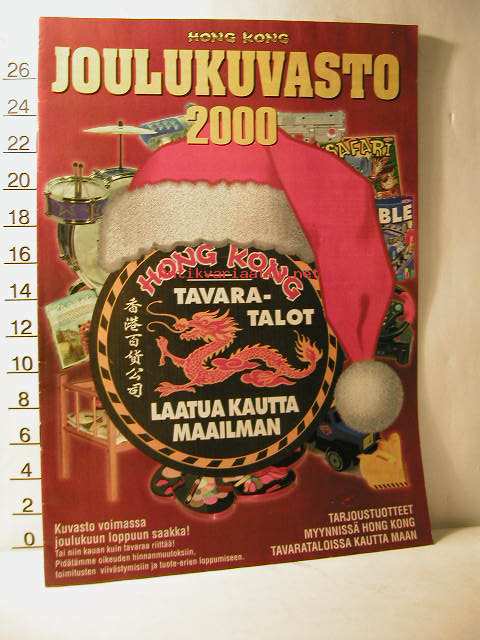 HONG KONG
JOULUKUVASTO
2000
SAFARI
BLE
HONG KONG
TAVARA-
TALOT
香港百貨公司
LAATUA KAUTTA
MAAILMAN
Kuvasto voimassa
joulukuun loppuun saakka!
Tai niin kauan kuin tavaraa riittää!
Pidätämme oikeuden hinnanmuutoksiin,
toimitusten viivästymisiin ja tuote-erien loppumiseen.
TARJOUSTUOTTEET
MYYNNISSÄ HONG KONG
TAVARATALOISSA KAUTTA MAAN
26
24
22
20
18
16
14
12
10
8
6
4
2
0